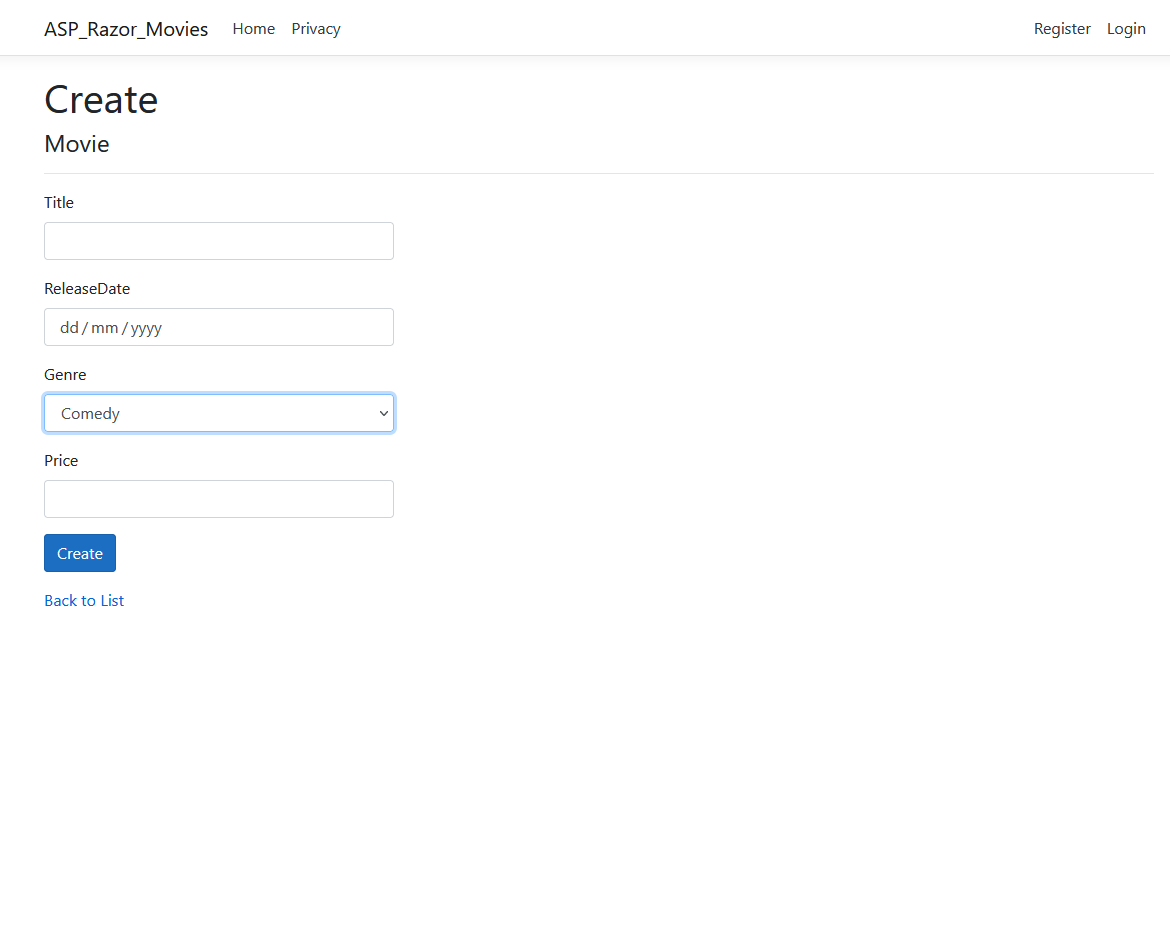 ASP_Razor_Movies Home Privacy Register Login
Create
Movie
Title
ReleaseDate
dd / mm / yyyy
Genre
Comedy
Price
Create
Back to List